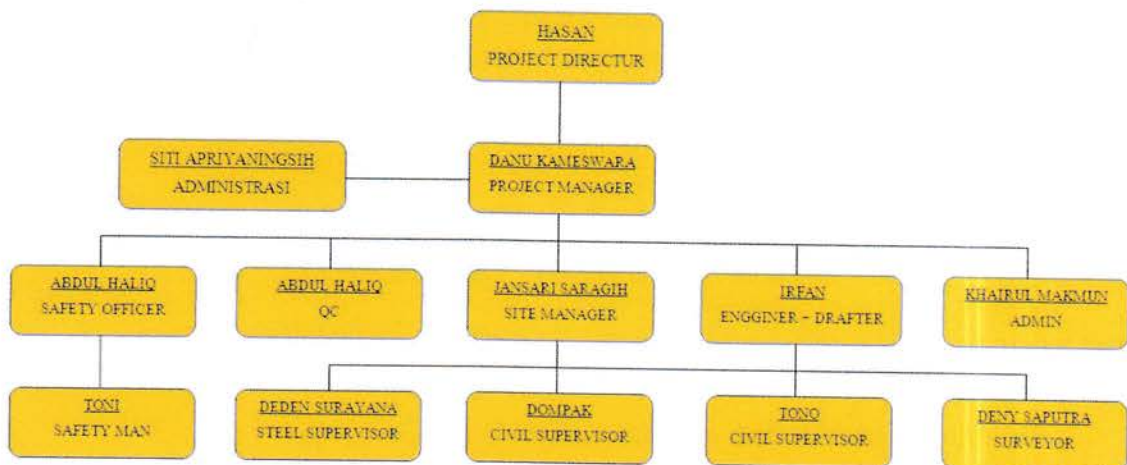 HASAN
PROJECT DIRECTUR
SITI APRIYANINGSIH
ADMINISTRASI
DANU KAMESWARA
PROJECT MANAGER
ABDUL HALIQ
SAFETY OFFICER
ABDUL HALIQ
QC
JANSARI SARAGIH
SITE MANAGER
IRFAN
ENGGINER - DRAFTER
KHAIRUL MAKMUN
ADMIN
TONI
SAFETY MAN
DEDEN SURAYANA
STEEL SUPERVISOR
DOMPAK
CIVIL SUPERVISOR
TONO
CIVIL SUPERVISOR
DENY SAPUTRA
SURVEYOR